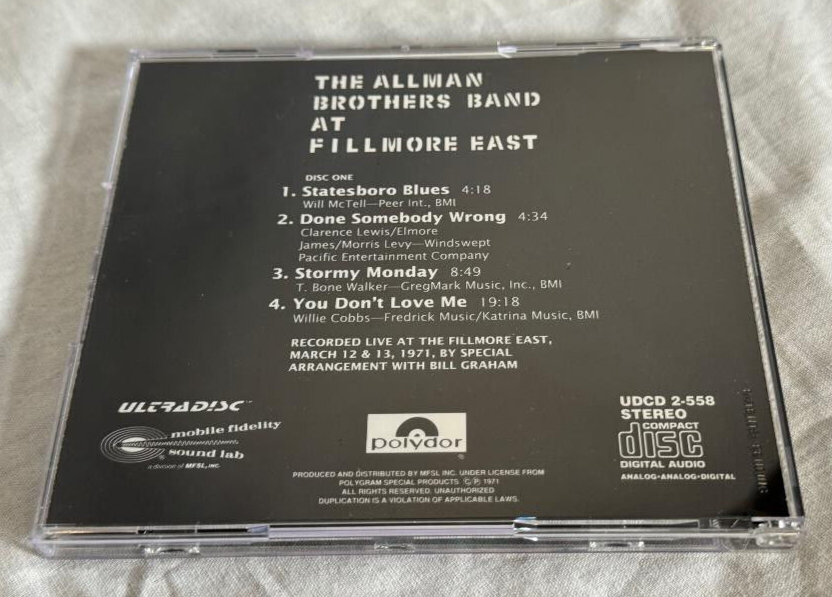 THE ALLMAN
BROTHERS BAND
AT
FILLMORE EAST
DISC ONE
1. Statesboro Blues 4:18
Will McTell—Peer Int., BMI
2. Done Somebody Wrong 4:34
Clarence Lewis/Elmore
James/Morris Levy—Windswept
Pacific Entertainment Company
3. Stormy Monday 8:49
T. Bone Walker—GregMark Music, Inc., BMI
4. You Don't Love Me 19:18
Willie Cobbs—Fredrick Music/Katrina Music, BMI
RECORDED LIVE AT THE FILLMORE EAST,
MARCH 12 & 13, 1971, BY SPECIAL
ARRANGEMENT WITH BILL GRAHAM
ULTRADISC™
mobile fidelity
sound lab®
a division of MFSL, INC.
polydor
®
UDCD 2-558
STEREO
COMPACT
disc
DIGITAL AUDIO
ANALOG-ANALOG-DIGITAL
PRODUCED AND DISTRIBUTED BY MFSL INC. UNDER LICENSE FROM
POLYGRAM SPECIAL PRODUCTS ©℗ 1971
ALL RIGHTS RESERVED. UNAUTHORIZED
DUPLICATION IS A VIOLATION OF APPLICABLE LAWS.